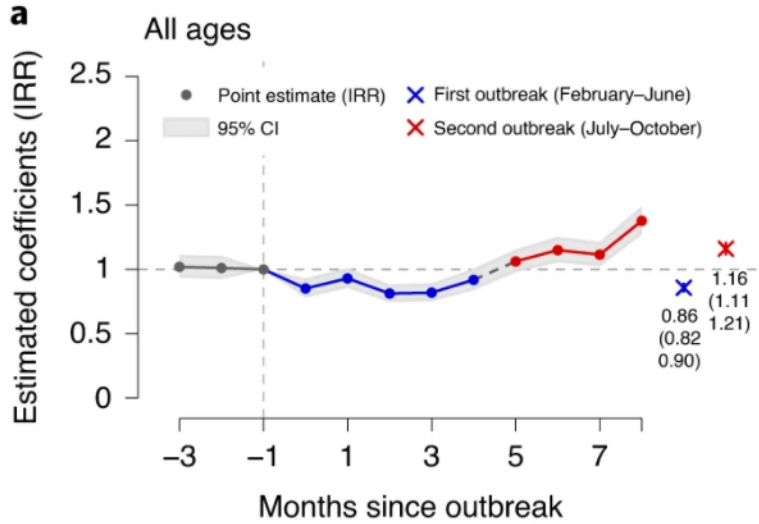 a
All ages
Estimated coefficients (IRR)
2.5
2
1.5
1
0.5
0
Point estimate (IRR)
95% CI
First outbreak (February–June)
Second outbreak (July–October)
1.16
(1.11
1.21)
0.86
(0.82
0.90)
−3 −1 1 3 5 7
Months since outbreak